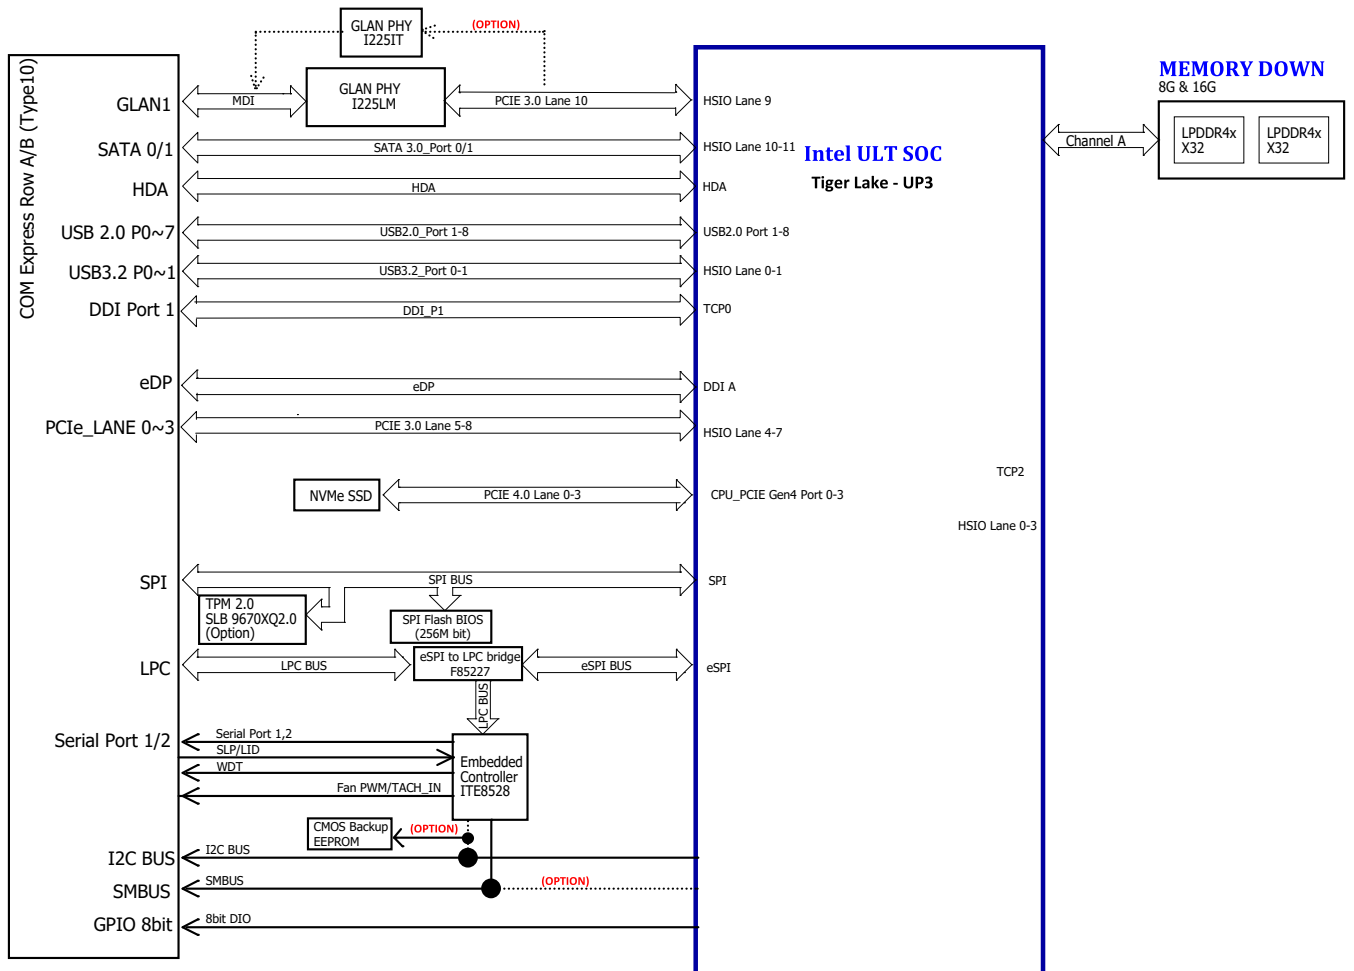 GLAN PHY
I225IT
(OPTION)
COM Express Row A/B (Type10)
GLAN1
MDI
GLAN PHY
I225LM
PCIE 3.0 Lane 10
HSIO Lane 9
MEMORY DOWN
8G & 16G
LPDDR4x
X32
LPDDR4x
X32
Channel A
SATA 0/1
SATA 3.0_Port 0/1
HSIO Lane 10-11
Intel ULT SOC
Tiger Lake - UP3
HDA
HDA
HDA
USB 2.0 P0~7
USB2.0_Port 1-8
USB2.0 Port 1-8
USB3.2 P0~1
USB3.2_Port 0-1
HSIO Lane 0-1
DDI Port 1
DDI_P1
TCP0
eDP
eDP
DDI A
PCIe_LANE 0~3
PCIE 3.0 Lane 5-8
HSIO Lane 4-7
TCP2
NVMe SSD
PCIE 4.0 Lane 0-3
CPU_PCIE Gen4 Port 0-3
HSIO Lane 0-3
SPI
SPI BUS
SPI
TPM 2.0
SLB 9670XQ2.0
(Option)
SPI Flash BIOS
(256M bit)
LPC
LPC BUS
eSPI to LPC bridge
F85227
eSPI BUS
eSPI
LPC BUS
Serial Port 1/2
Serial Port 1,2
SLP/LID
WDT
Fan PWM/TACH_IN
Embedded
Controller
ITE8528
CMOS Backup
EEPROM
(OPTION)
I2C BUS
I2C BUS
SMBUS
SMBUS
(OPTION)
GPIO 8bit
8bit DIO